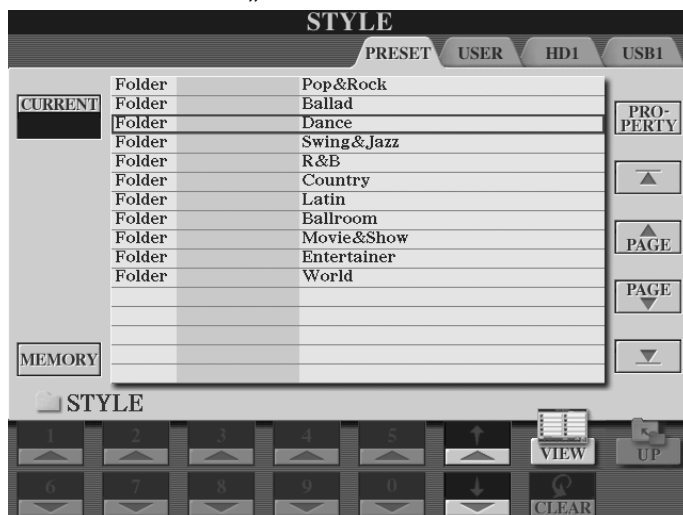 STYLE
PRESET USER HD1 USB1
CURRENT
Folder Pop&Rock
Folder Ballad
Folder Dance
Folder Swing&Jazz
Folder R&B
Folder Country
Folder Latin
Folder Ballroom
Folder Movie&Show
Folder Entertainer
Folder World
PRO-
PERTY
PAGE
PAGE
MEMORY
STYLE
1 2 3 4 5
VIEW UP
6 7 8 9 0
CLEAR